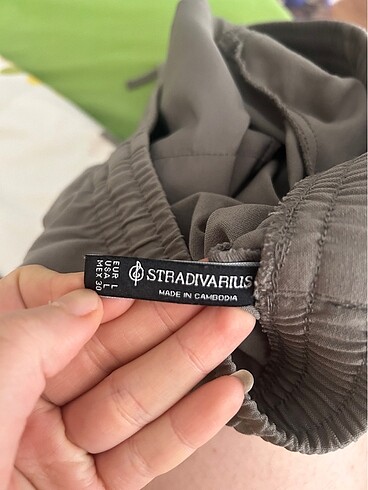 EUR L
USA L
MEX 30
STRADIVARIUS
MADE IN CAMBODIA